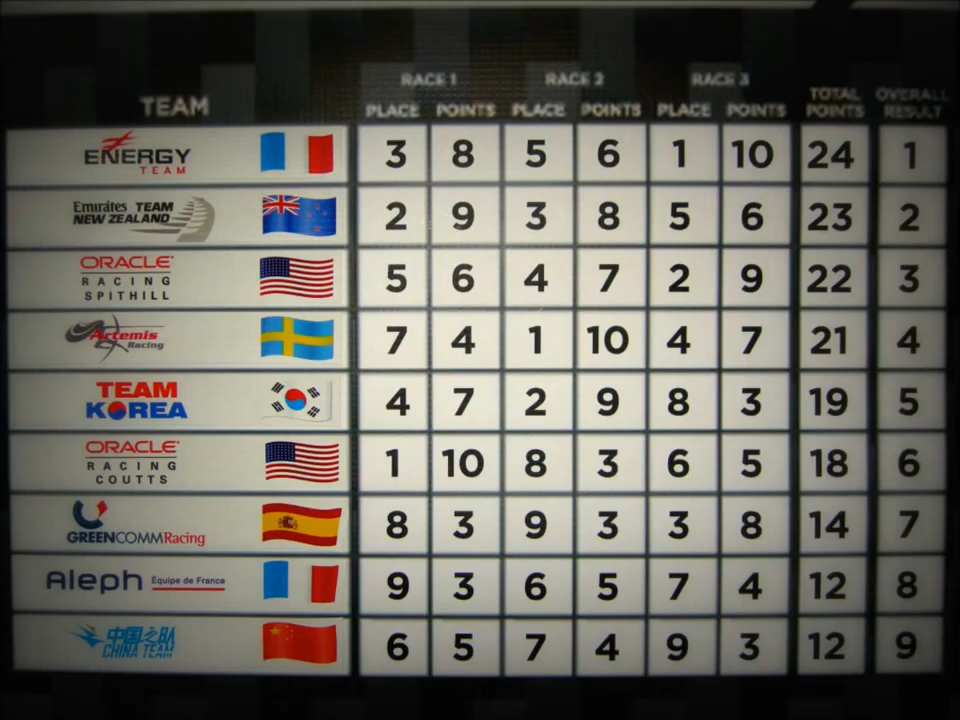 RACE 1 RACE 2 RACE 3
TEAM PLACE POINTS PLACE POINTS PLACE POINTS TOTAL POINTS OVERALL RESULT
ENERGY TEAM 3 8 5 6 1 10 24 1
Emirates TEAM NEW ZEALAND 2 9 3 8 5 6 23 2
ORACLE RACING SPITHILL 5 6 4 7 2 9 22 3
Artemis Racing 7 4 1 10 4 7 21 4
TEAM KOREA 4 7 2 9 8 3 19 5
ORACLE RACING COUTTS 1 10 8 3 6 5 18 6
GREENCOMM Racing 8 3 9 3 3 8 14 7
Aleph Équipe de France 9 3 6 5 7 4 12 8
中国之队 CHINA TEAM 6 5 7 4 9 3 12 9